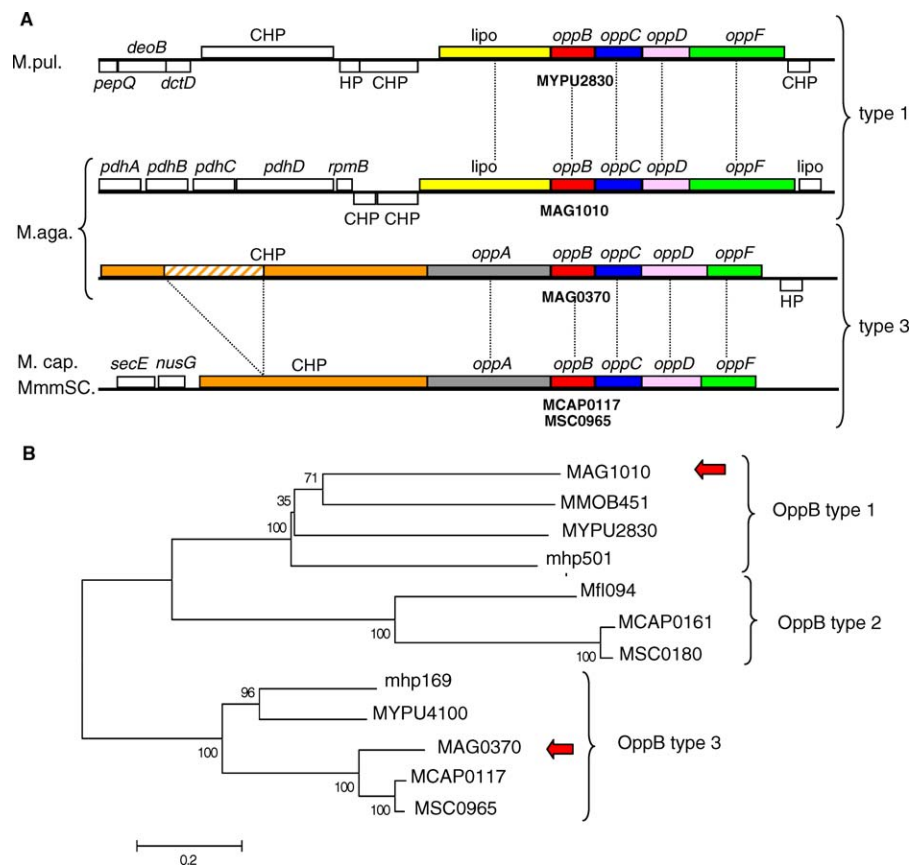 A
CHP lipo oppB oppC oppD oppF
deoB
M.pul.
pepQ dctD HP CHP MYPU2830 CHP
type 1
pdhA pdhB pdhC pdhD rpmB lipo oppB oppC oppD oppF lipo
CHP CHP MAG1010
M.aga.
CHP oppA oppB oppC oppD oppF
MAG0370 HP
type 3
M. cap.
MmmSC.
secE nusG CHP oppA oppB oppC oppD oppF
MCAP0117
MSC0965
B
MAG1010
71
MMOB451
35
OppB type 1
100
MYPU2830
mhp501
Mfl094
MCAP0161
OppB type 2
100
MSC0180
100
mhp169
96
MYPU4100
OppB type 3
100
MAG0370
MCAP0117
100
MSC0965
100
0.2